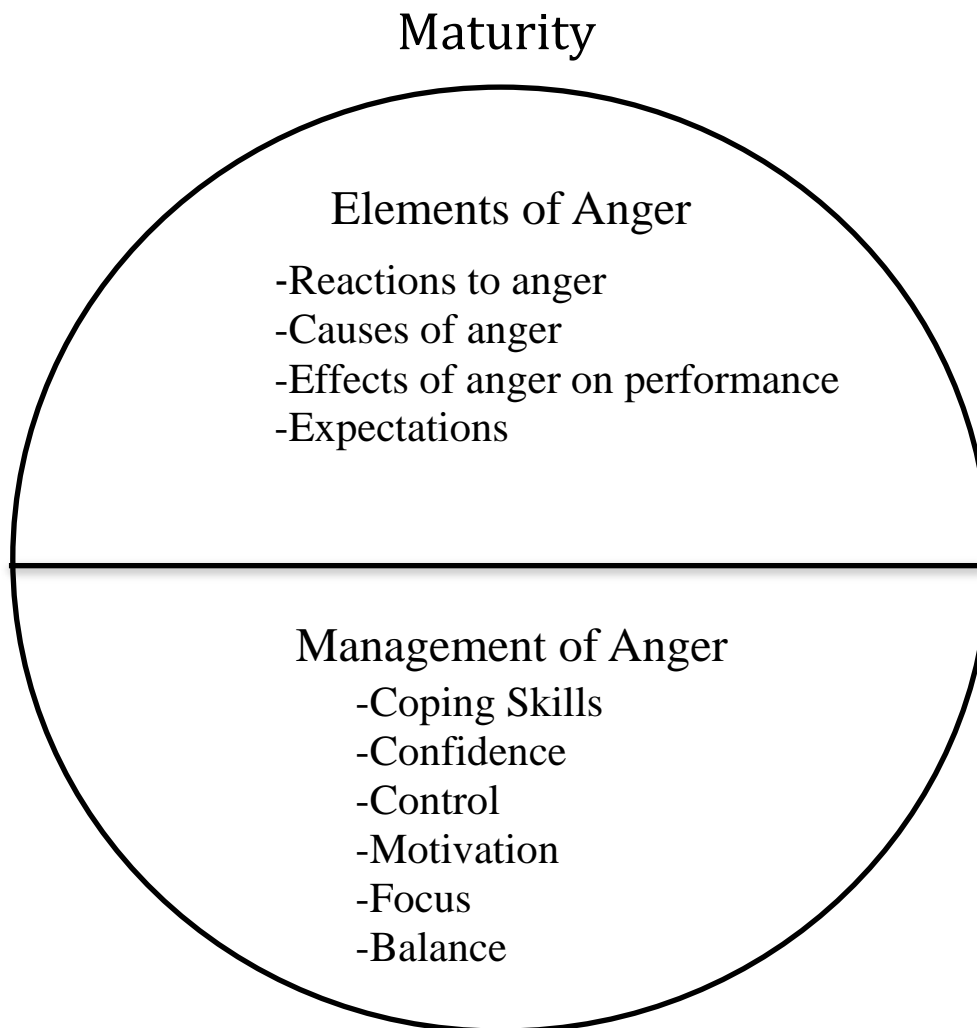 Maturity
Elements of Anger
-Reactions to anger
-Causes of anger
-Effects of anger on performance
-Expectations
Management of Anger
-Coping Skills
-Confidence
-Control
-Motivation
-Focus
-Balance